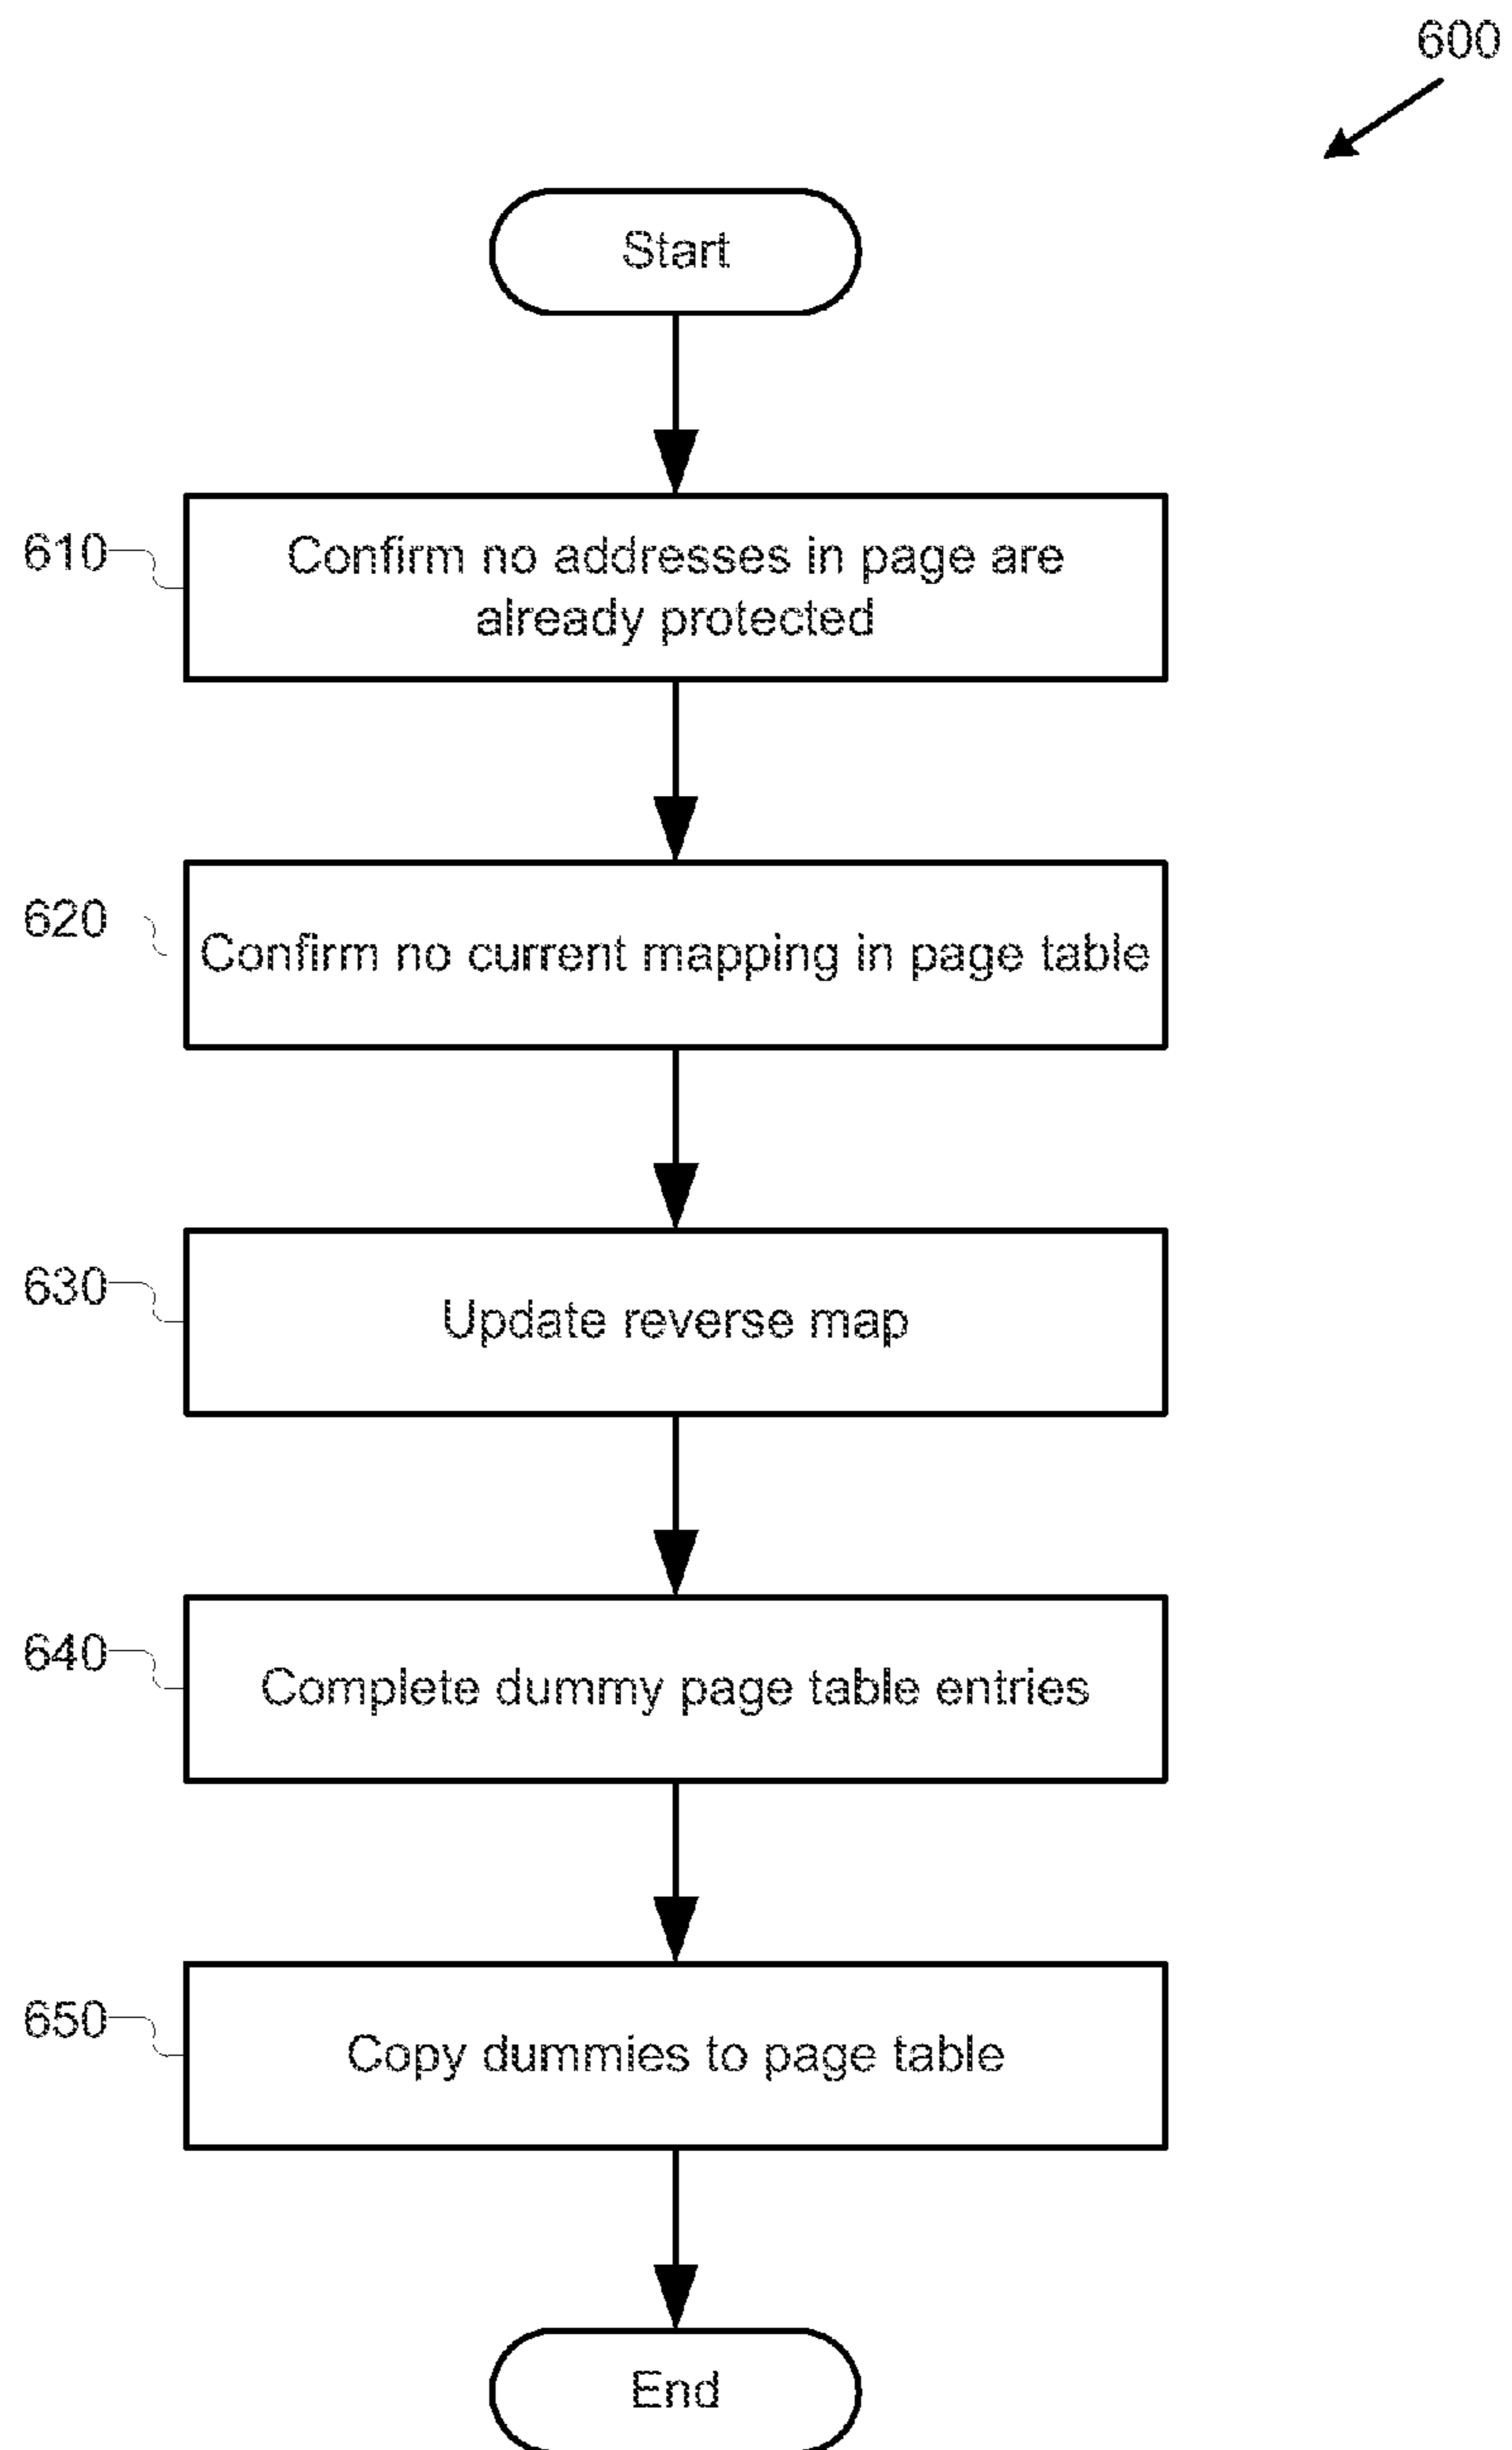 600
Start
610
Confirm no addresses in page are
already protected
620
Confirm no current mapping in page table
630
Update reverse map
640
Complete dummy page table entries
650
Copy dummies to page table
End